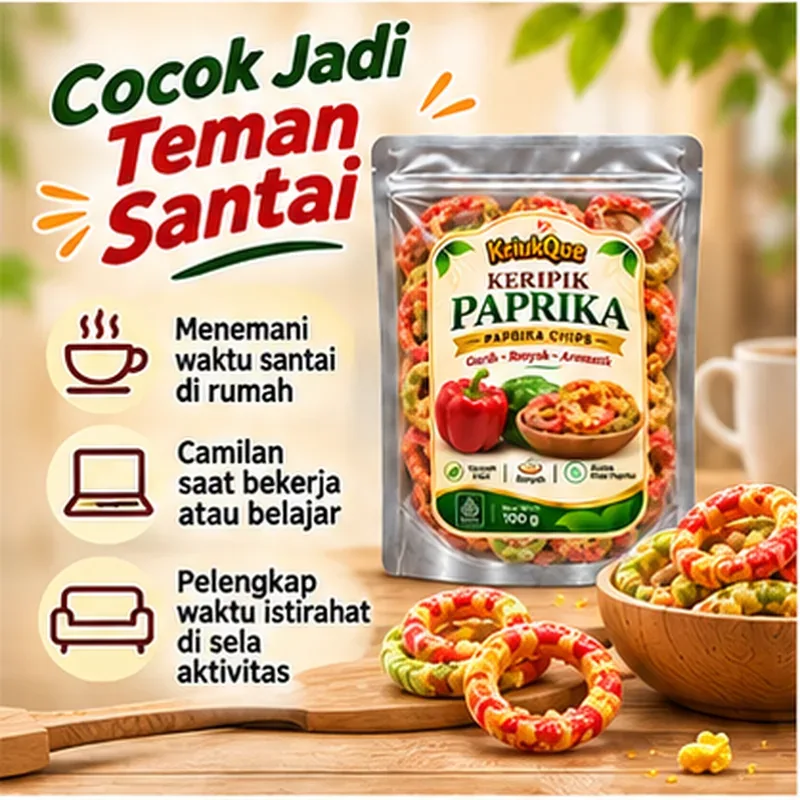 Cocok Jadi
Teman
Santai
Menemani
waktu santai
di rumah
Camilan
saat bekerja
atau belajar
Pelengkap
waktu istirahat
di sela
aktivitas
KriukQue
KERIPIK
PAPRIKA
PAPRIKA CHIPS
100 g